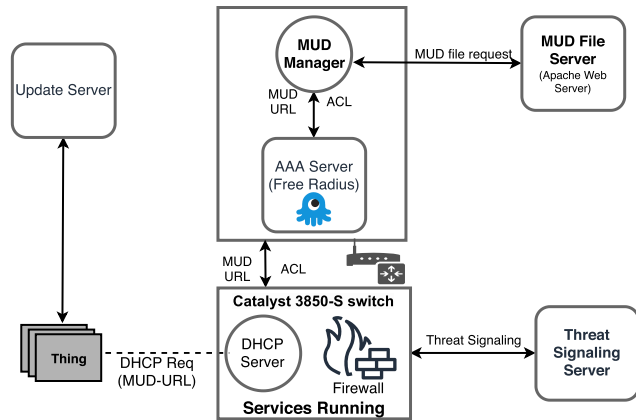 MUD
Manager
MUD file request
MUD File
Server
(Apache Web
Server)
Update Server
MUD
URL
ACL
AAA Server
(Free Radius)
MUD
URL
ACL
Catalyst 3850-S switch
DHCP
Server
Firewall
Services Running
Thing
DHCP Req
(MUD-URL)
Threat Signaling
Threat
Signaling
Server